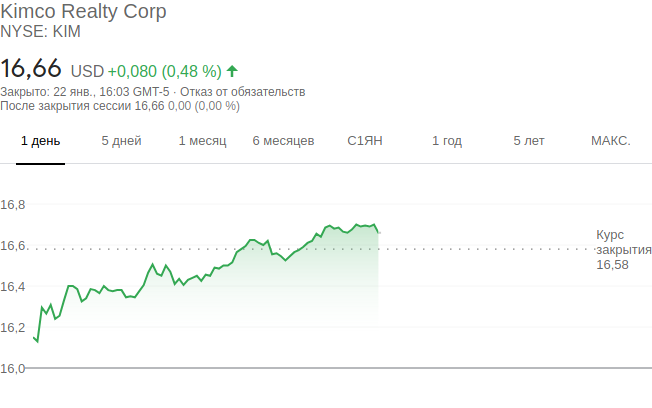 Kimco Realty Corp
NYSE: KIM
16,66 USD +0,080 (0,48 %)
Закрыто: 22 янв., 16:03 GMT-5 · Отказ от обязательств
После закрытия сессии 16,66 0,00 (0,00 %)
1 день 5 дней 1 месяц 6 месяцев С1ЯН 1 год 5 лет МАКС.
16,8
16,6
16,4
16,2
16,0
Курс
закрытия
16,58